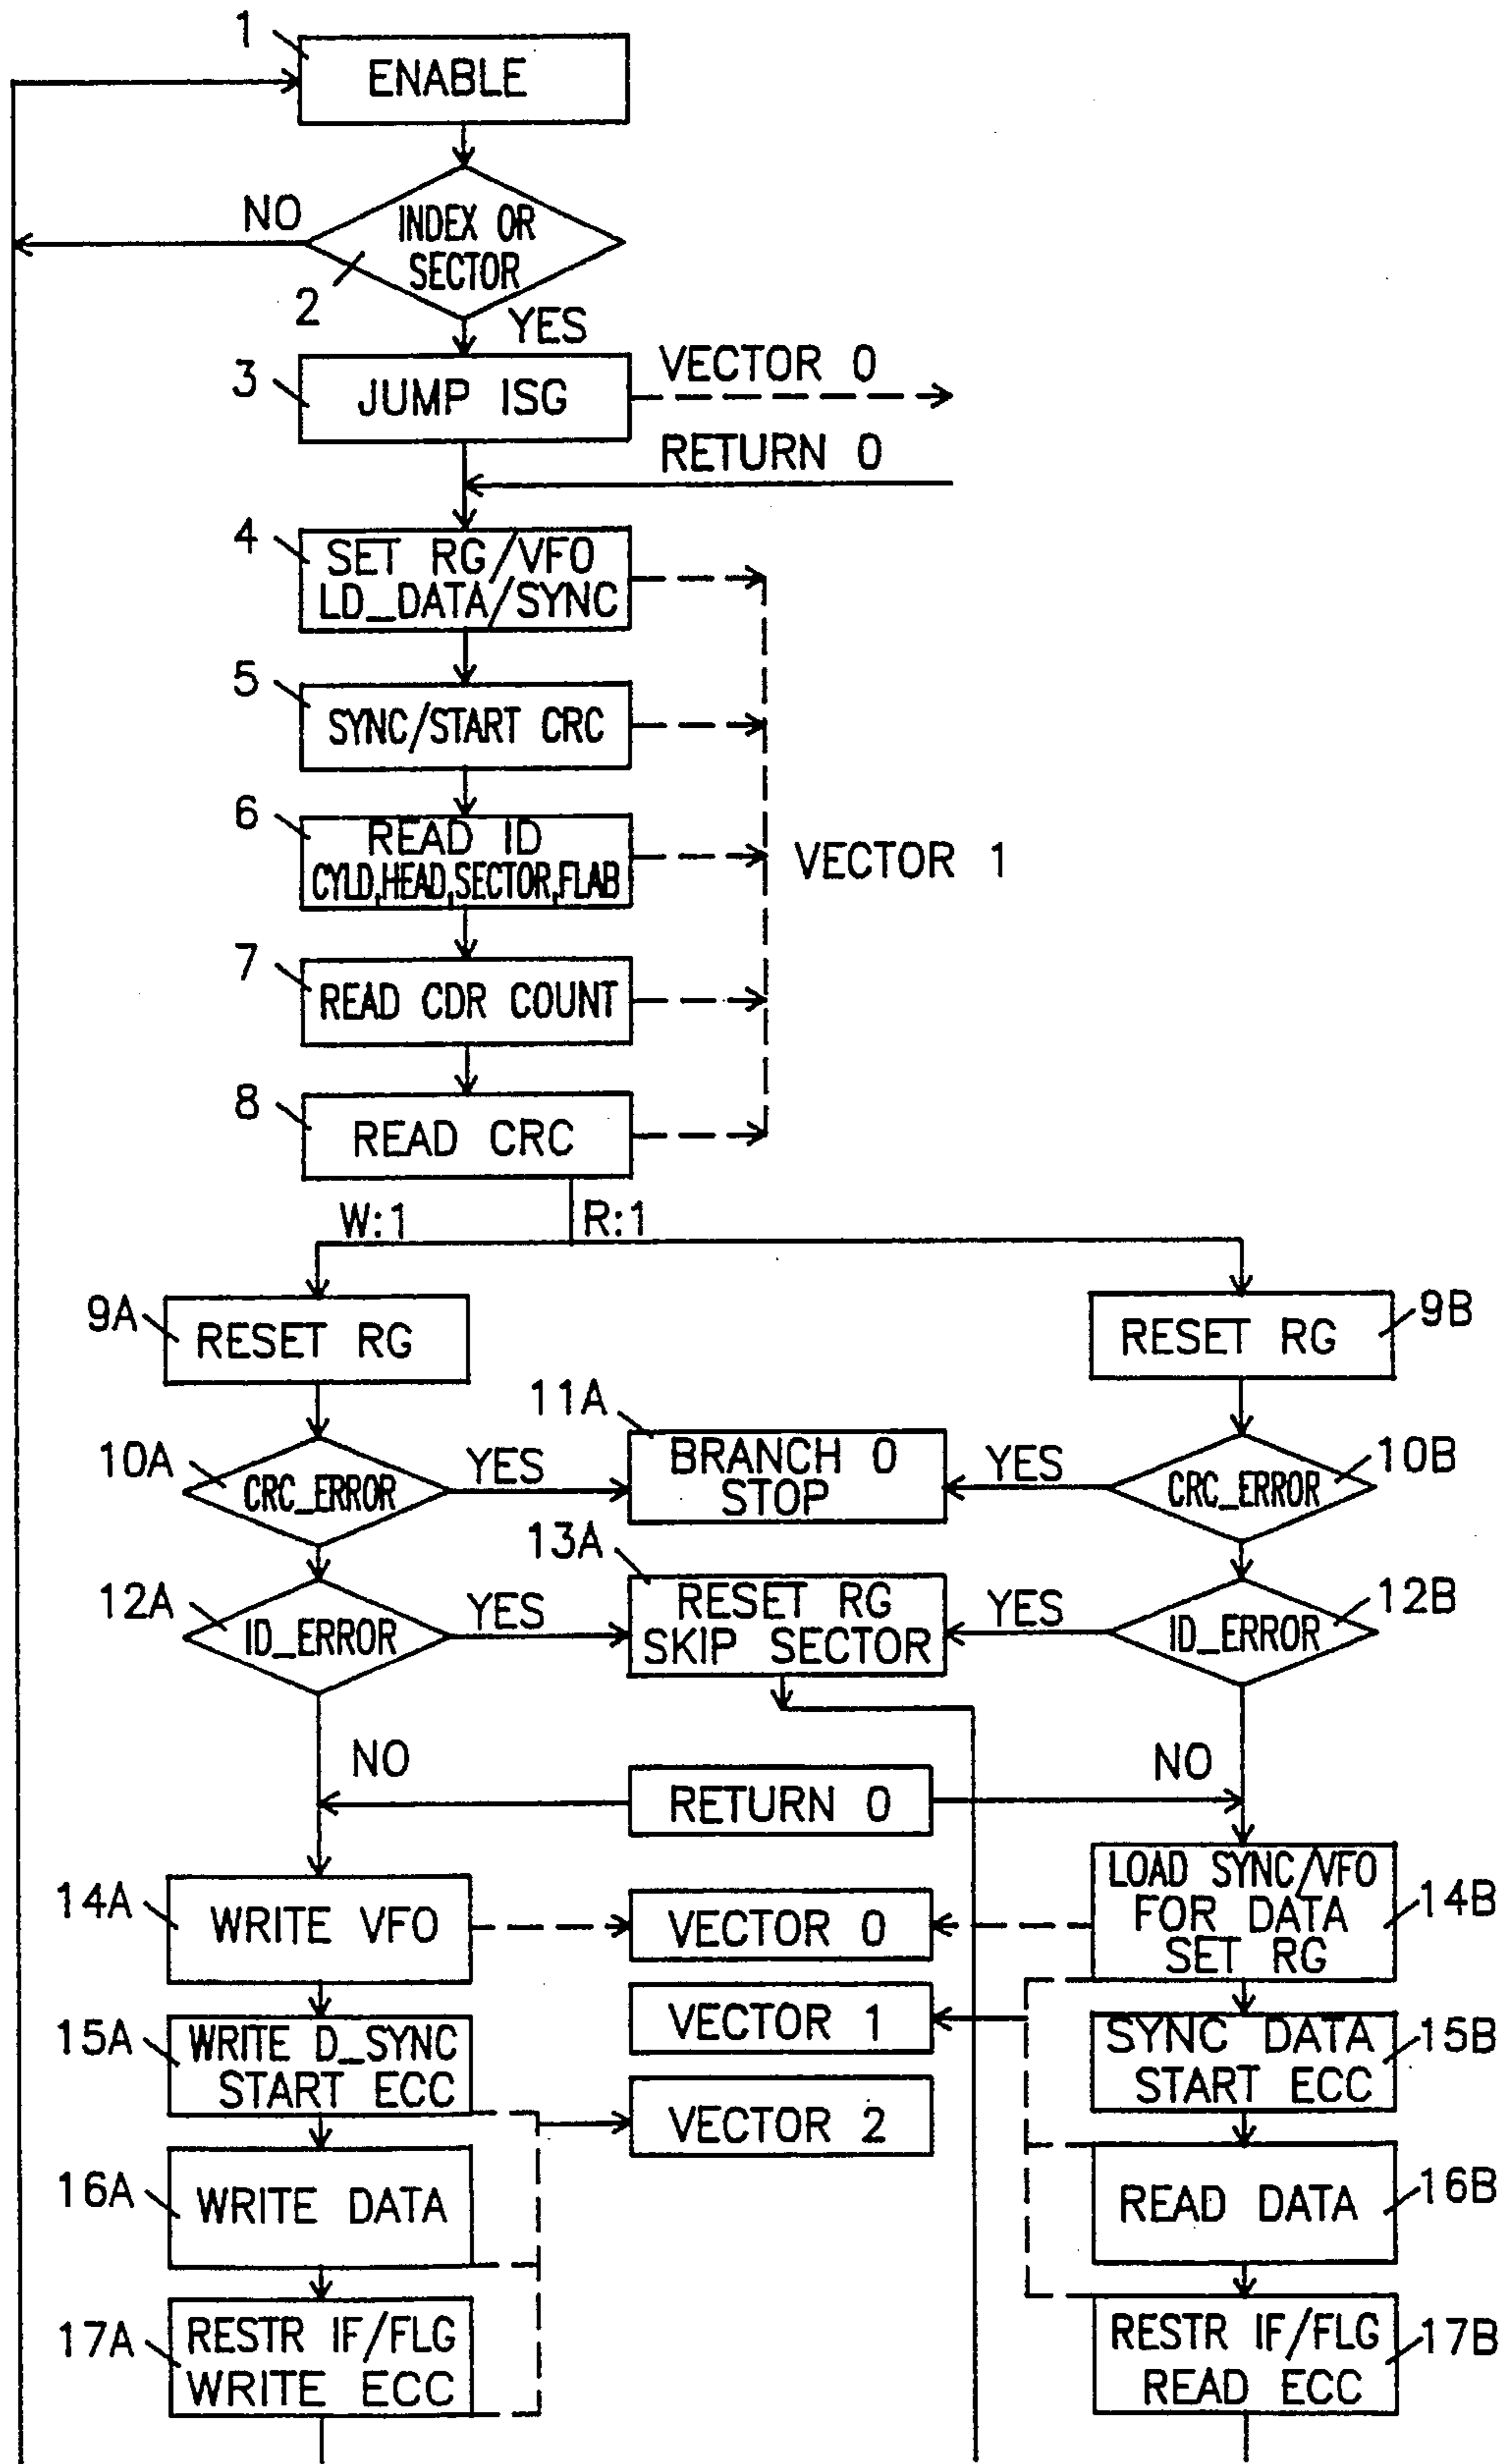 1
ENABLE
NO
INDEX OR
SECTOR
2
YES
3
JUMP ISG
VECTOR 0
RETURN 0
4
SET RG/VFO
LD_DATA/SYNC
5
SYNC/START CRC
6
READ ID
CYLD,HEAD,SECTOR,FLAB
VECTOR 1
7
READ CDR COUNT
8
READ CRC
W:1
R:1
9A
RESET RG
RESET RG
9B
11A
10A
CRC_ERROR
YES
BRANCH 0
STOP
YES
CRC_ERROR
10B
13A
12A
ID_ERROR
YES
RESET RG
SKIP SECTOR
YES
ID_ERROR
12B
NO
RETURN 0
NO
14A
WRITE VFO
VECTOR 0
LOAD SYNC/VFO
FOR DATA
SET RG
14B
VECTOR 1
15A
WRITE D_SYNC
START ECC
SYNC DATA
START ECC
15B
VECTOR 2
16A
WRITE DATA
READ DATA
16B
17A
RESTR IF/FLG
WRITE ECC
RESTR IF/FLG
READ ECC
17B